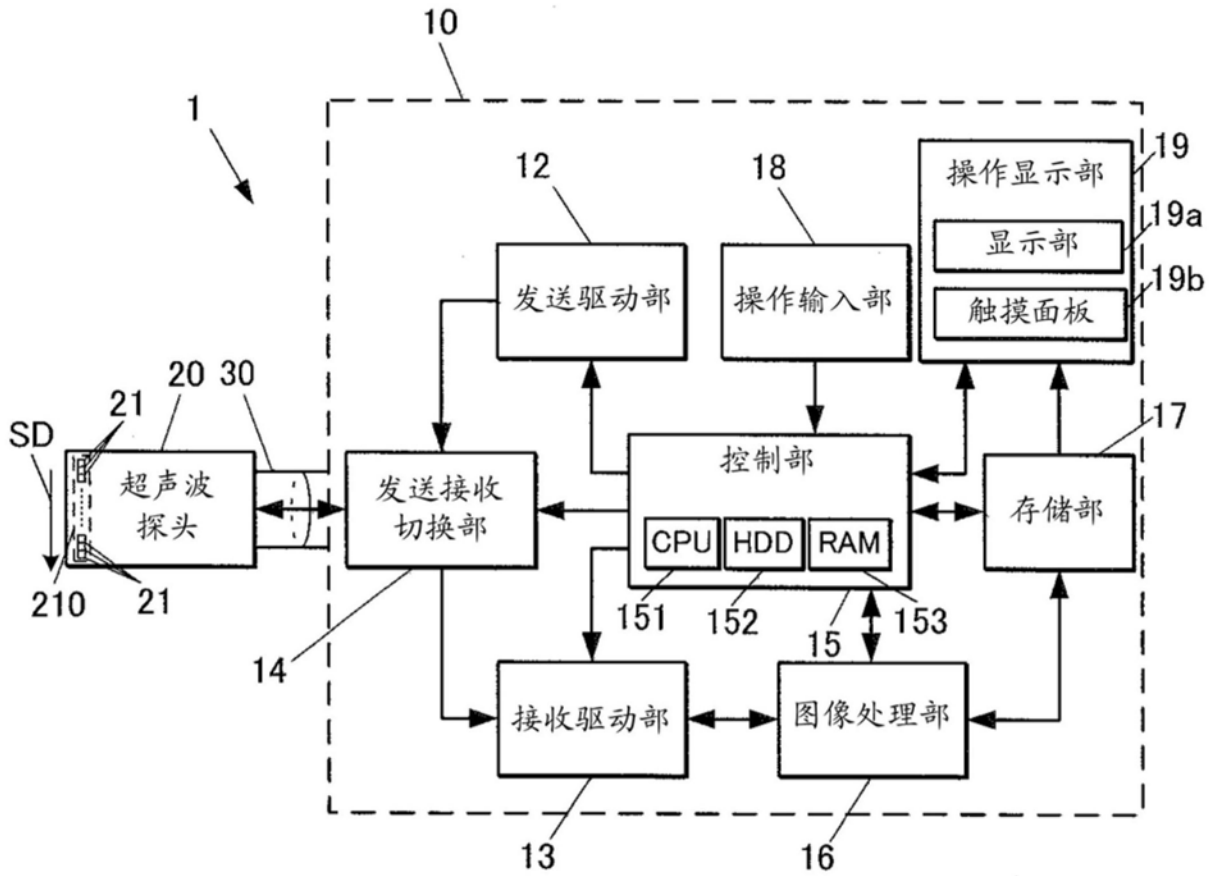 10
1
12
18
19
操作显示部
19a
显示部
19b
触摸面板
发送驱动部
操作输入部
20
30
21
SD
17
超声波
探头
发送接收
切换部
控制部
CPU
HDD
RAM
存储部
210
21
14
151
152
15
153
接收驱动部
图像处理部
13
16